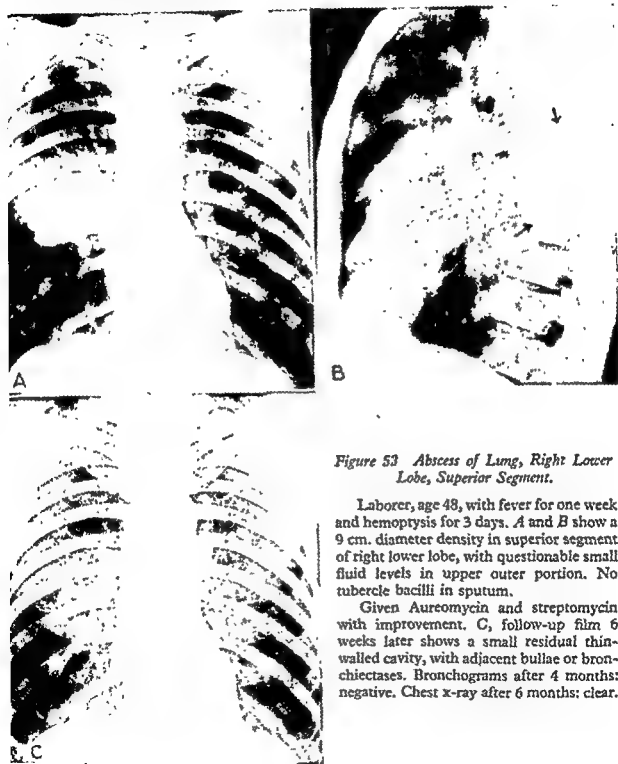 A
B
C
Figure 53 Abscess of Lung, Right Lower
Lobe, Superior Segment.
Laborer, age 48, with fever for one week
and hemoptysis for 3 days. A and B show a
9 cm. diameter density in superior segment
of right lower lobe, with questionable small
fluid levels in upper outer portion. No
tubercle bacilli in sputum.
Given Aureomycin and streptomycin
with improvement. C, follow-up film 6
weeks later shows a small residual thin-
walled cavity, with adjacent bullae or bron-
chiectases. Bronchograms after 4 months:
negative. Chest x-ray after 6 months: clear.